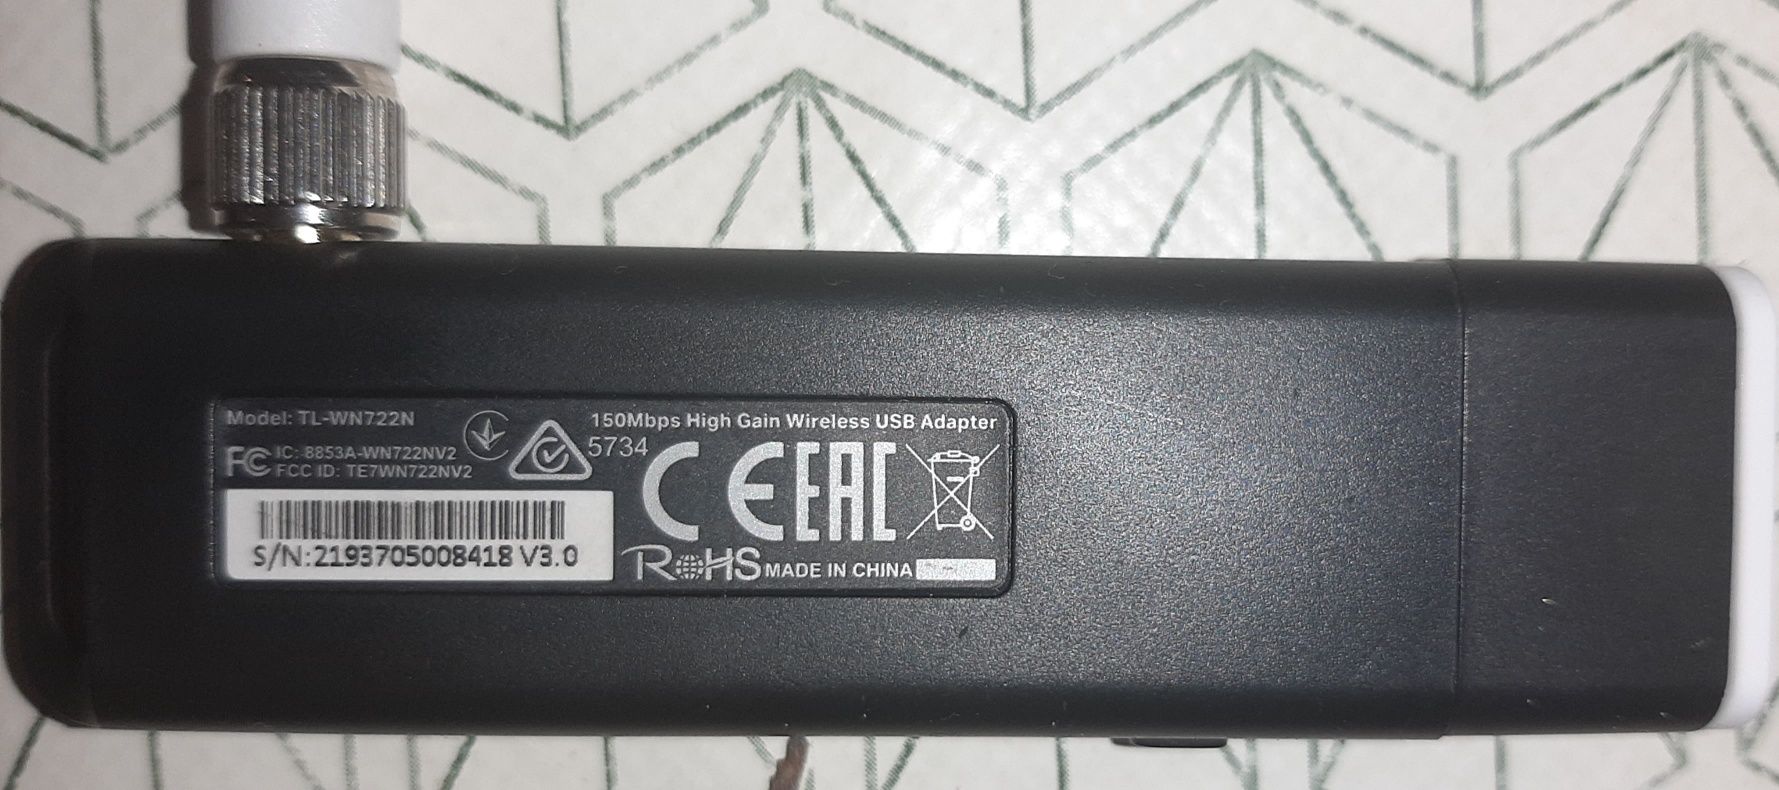 Model: TL-WN722N
150Mbps High Gain Wireless USB Adapter
FC IC: 8853A-WN722NV2
FCC ID: TE7WN722NV2
5734
CE EAC
S/N:2193705008418 V3.0
RoHS MADE IN CHINA